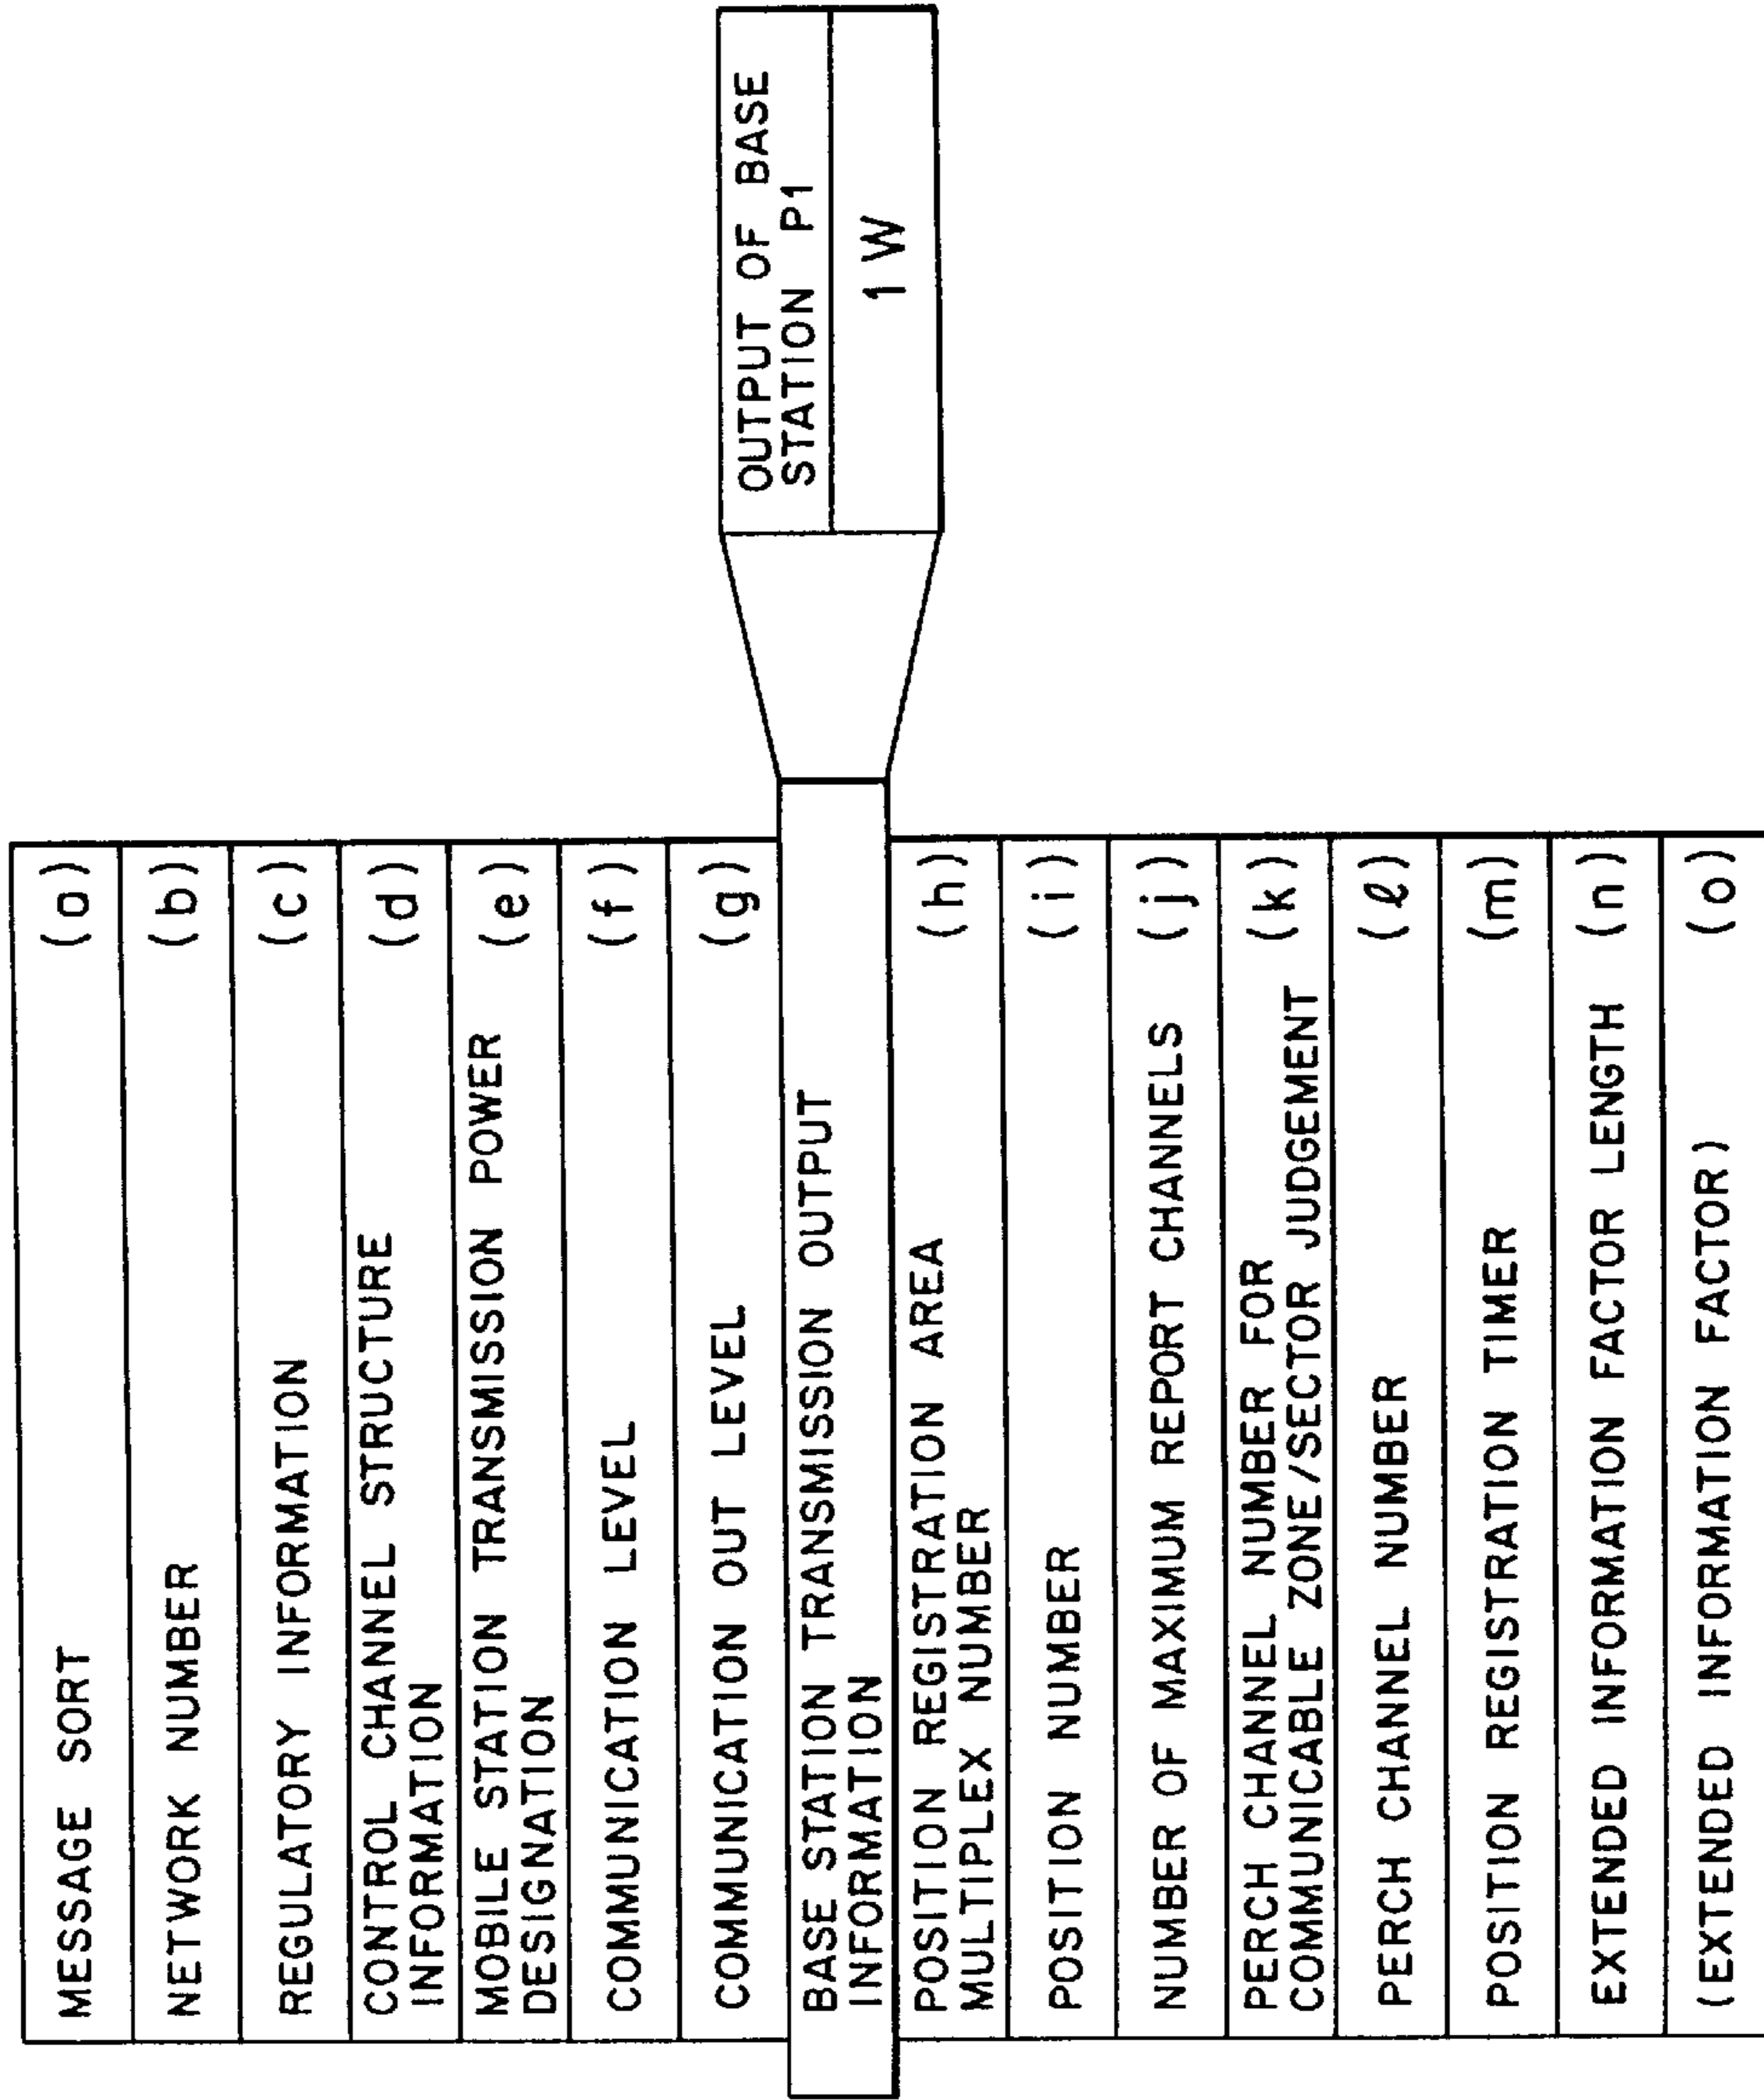 MESSAGE SORT (a)
NETWORK NUMBER (b)
REGULATORY INFORMATION (c)
CONTROL CHANNEL STRUCTURE
INFORMATION (d)
MOBILE STATION TRANSMISSION POWER
DESIGNATION (e)
COMMUNICATION LEVEL (f)
COMMUNICATION OUT LEVEL (g)
BASE STATION TRANSMISSION OUTPUT
INFORMATION
POSITION REGISTRATION AREA
MULTIPLEX NUMBER (h)
POSITION NUMBER (i)
NUMBER OF MAXIMUM REPORT CHANNELS (j)
PERCH CHANNEL NUMBER FOR
COMMUNICABLE ZONE/SECTOR JUDGEMENT (k)
PERCH CHANNEL NUMBER (ℓ)
POSITION REGISTRATION TIMER (m)
EXTENDED INFORMATION FACTOR LENGTH (n)
(EXTENDED INFORMATION FACTOR) (o)
OUTPUT OF BASE
STATION P1
1 W